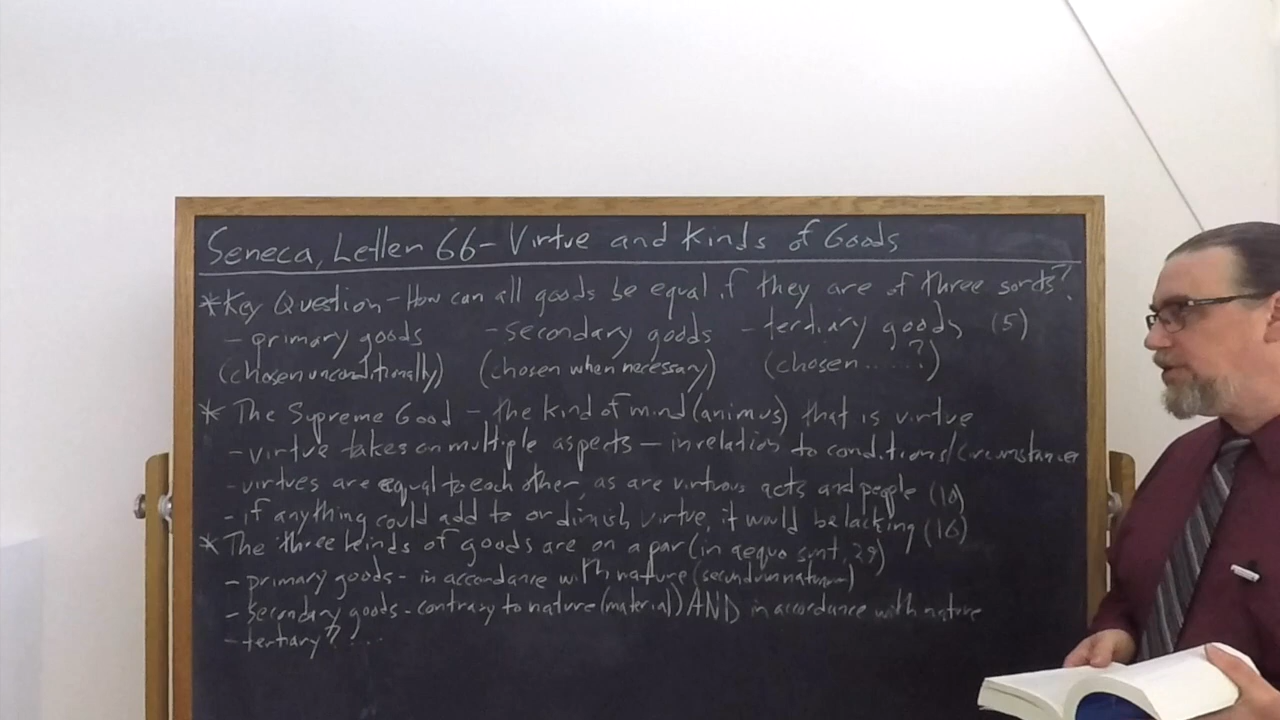 Seneca, Letter 66 - Virtue and Kinds of Goods
* Key Question - How can all goods be equal if they are of three sorts?
- primary goods - secondary goods - tertiary goods (5)
(chosen unconditionally) (chosen when necessary) (chosen......?)
* The Supreme Good - the kind of mind (animus) that is virtue
- virtue takes on multiple aspects - in relation to conditions/circumstances
- virtues are equal to each other, as are virtuous acts and people (10)
- if anything could add to or dimish virtue, it would be lacking (16)
* The three kinds of goods are on a par (in aequo sunt, 29)
- primary goods - in accordance with nature (secundum naturam)
- secondary goods - contrary to nature (material) AND in accordance with nature
- tertiary? ? ...